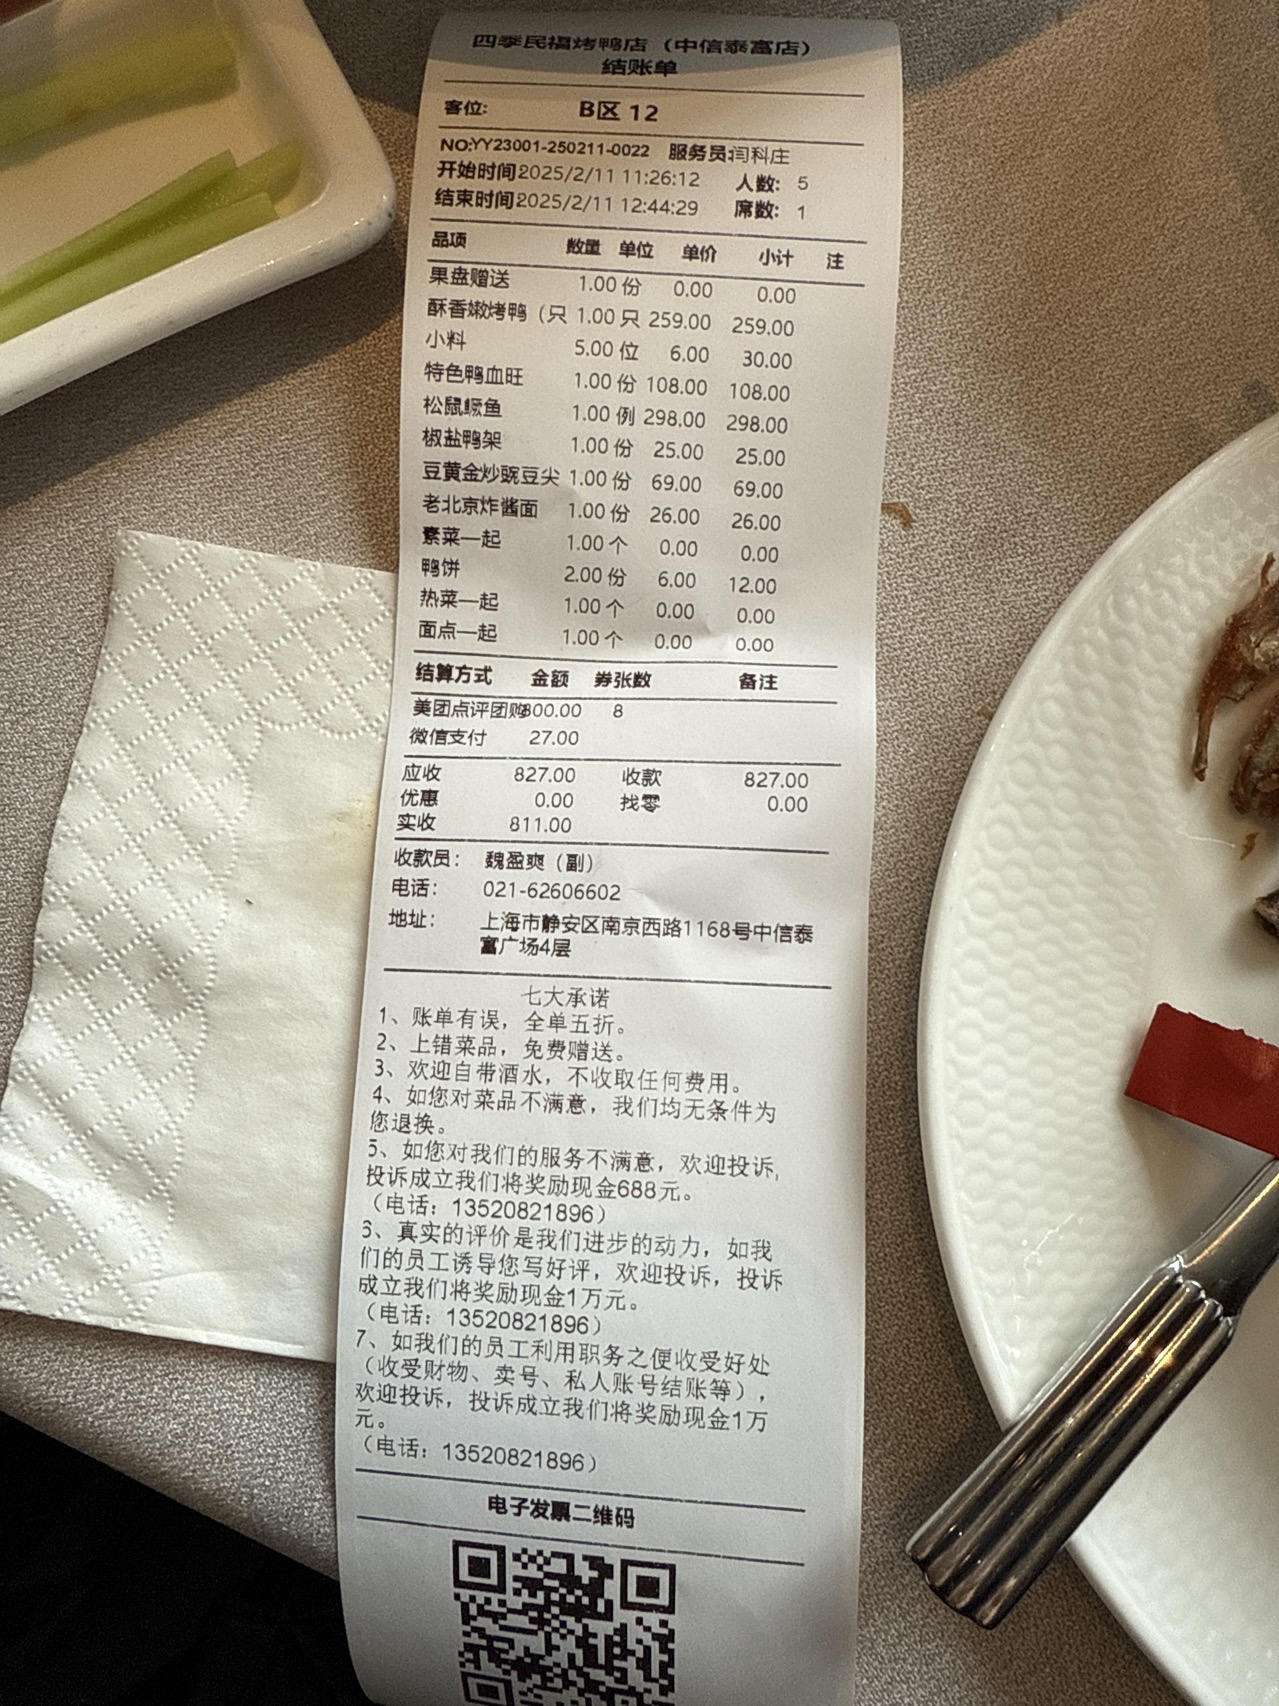 四季民福烤鸭店（中信泰富店）
结账单
客位: B区 12
NO:YY23001-250211-0022 服务员:闫科庄
开始时间2025/2/11 11:26:12 人数: 5
结束时间2025/2/11 12:44:29 席数: 1
品项 数量 单位 单价 小计 注
果盘赠送 1.00 份 0.00 0.00
酥香嫩烤鸭（只 1.00 只 259.00 259.00
小料 5.00 位 6.00 30.00
特色鸭血旺 1.00 份 108.00 108.00
松鼠鳜鱼 1.00 例 298.00 298.00
椒盐鸭架 1.00 份 25.00 25.00
豆黄金炒豌豆尖 1.00 份 69.00 69.00
老北京炸酱面 1.00 份 26.00 26.00
素菜—起 1.00 个 0.00 0.00
鸭饼 2.00 份 6.00 12.00
热菜—起 1.00 个 0.00 0.00
面点—起 1.00 个 0.00 0.00
结算方式 金额 券张数 备注
美团点评团购800.00 8
微信支付 27.00
应收 827.00 收款 827.00
优惠 0.00 找零 0.00
实收 811.00
收款员: 魏盈爽（副）
电话: 021-62606602
地址: 上海市静安区南京西路1168号中信泰
富广场4层
七大承诺
1、账单有误，全单五折。
2、上错菜品，免费赠送。
3、欢迎自带酒水，不收取任何费用。
4、如您对菜品不满意，我们均无条件为
您退换。
5、如您对我们的服务不满意，欢迎投诉,
投诉成立我们将奖励现金688元。
（电话：13520821896）
6、真实的评价是我们进步的动力，如我
们的员工诱导您写好评，欢迎投诉，投诉
成立我们将奖励现金1万元。
（电话：13520821896）
7、如我们的员工利用职务之便收受好处
（收受财物、卖号、私人账号结账等），
欢迎投诉，投诉成立我们将奖励现金1万
元。
（电话：13520821896）
电子发票二维码